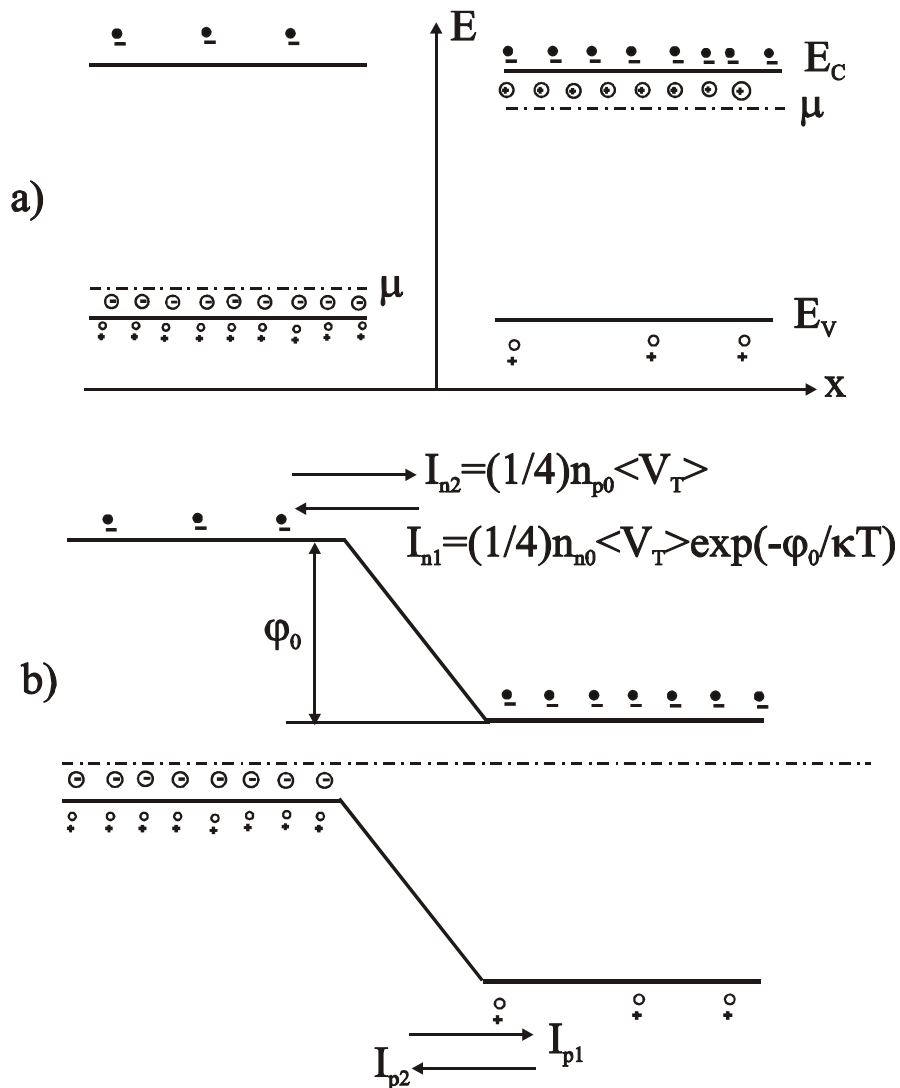 E
E_C
μ
a)
μ
E_V
x
I_n2=(1/4)n_p0<V_T>
I_n1=(1/4)n_n0<V_T>exp(-φ_0/κT)
φ_0
b)
I_p1
I_p2